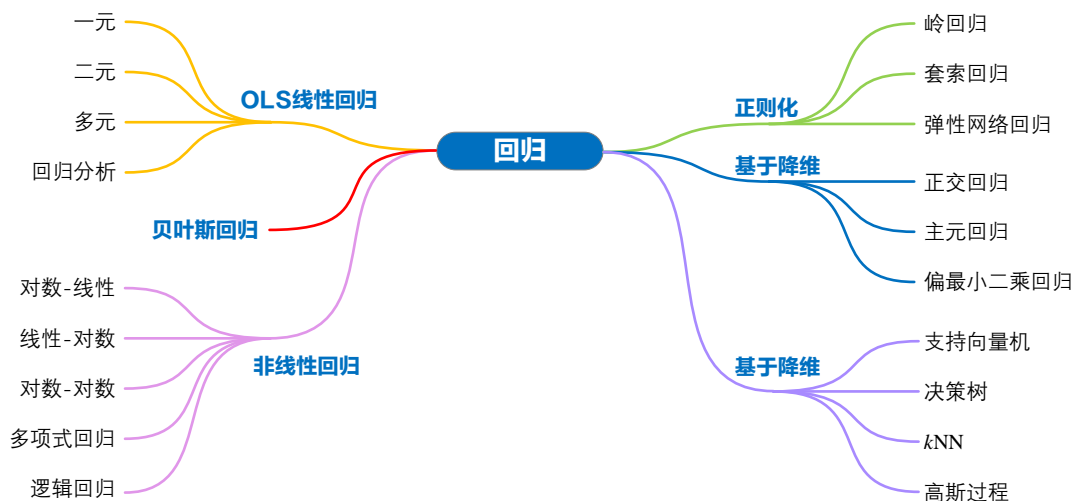 回归
OLS线性回归
一元
二元
多元
回归分析
贝叶斯回归
非线性回归
对数-线性
线性-对数
对数-对数
多项式回归
逻辑回归
正则化
岭回归
套索回归
弹性网络回归
基于降维
正交回归
主元回归
偏最小二乘回归
基于降维
支持向量机
决策树
kNN
高斯过程